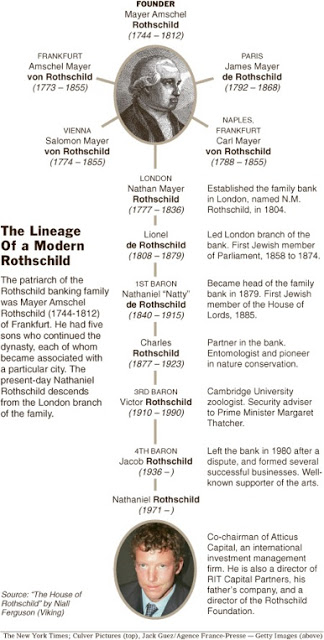 FOUNDER
Mayer Amschel
Rothschild
(1744 – 1812)
FRANKFURT
Amschel Mayer
von Rothschild
(1773 – 1855)
PARIS
James Mayer
de Rothschild
(1792 – 1868)
VIENNA
Salomon Mayer
von Rothschild
(1774 – 1855)
NAPLES,
FRANKFURT
Carl Mayer
von Rothschild
(1788 – 1855)
LONDON
Nathan Mayer
Rothschild
(1777 – 1836)
Established the family bank
in London, named N.M.
Rothschild, in 1804.
The Lineage
Of a Modern
Rothschild
The patriarch of the
Rothschild banking family
was Mayer Amschel
Rothschild (1744-1812)
of Frankfurt. He had five
sons who continued the
dynasty, each of whom
became associated with
a particular city. The
present-day Nathaniel
Rothschild descends
from the London branch
of the family.
Lionel
de Rothschild
(1808 – 1879)
Led London branch of the
bank. First Jewish member
of Parliament, 1858 to 1874.
1ST BARON
Nathaniel “Natty”
de Rothschild
(1840 – 1915)
Became head of the family
bank in 1879. First Jewish
member of the House of
Lords, 1885.
Charles
Rothschild
(1877 – 1923)
Partner in the bank.
Entomologist and pioneer
in nature conservation.
3RD BARON
Victor Rothschild
(1910 – 1990)
Cambridge University
zoologist. Security adviser
to Prime Minister Margaret
Thatcher.
4TH BARON
Jacob Rothschild
(1936 – )
Left the bank in 1980 after a
dispute, and formed several
successful businesses. Well-
known supporter of the arts.
Nathaniel Rothschild
(1971 – )
Co-chairman of Atticus
Capital, an international
investment management
firm. He is also a director of
RIT Capital Partners, his
father's company, and a
director of the Rothschild
Foundation.
Source: “The House of
Rothschild” by Niall
Ferguson (Viking)
The New York Times; Culver Pictures (top), Jack Guez/Agence France-Presse — Getty Images (above)